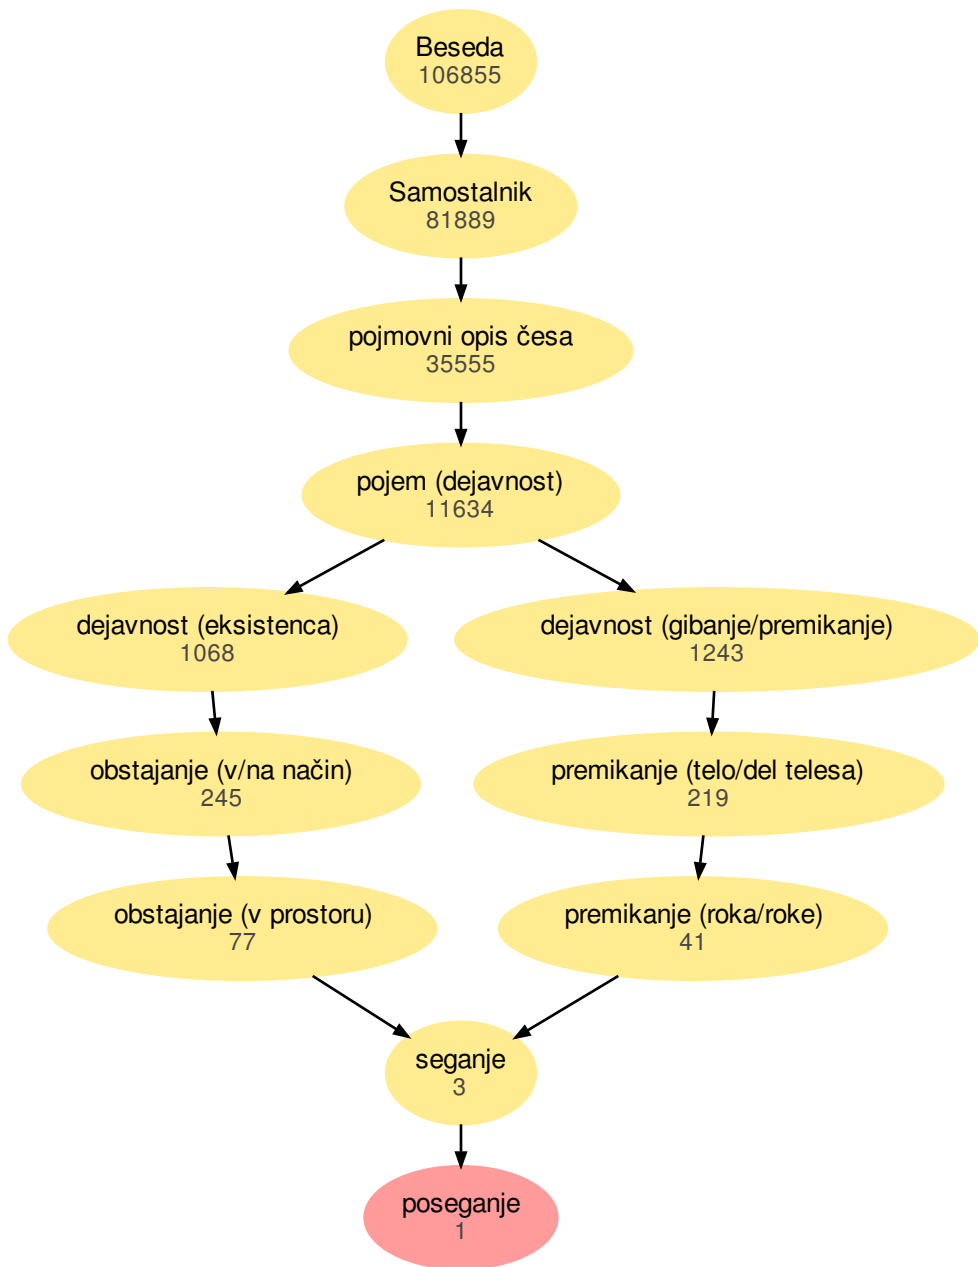 Beseda
106855
Samostalnik
81889
pojmovni opis česa
35555
pojem (dejavnost)
11634
dejavnost (eksistenca)
1068
dejavnost (gibanje/premikanje)
1243
obstajanje (v/na način)
245
premikanje (telo/del telesa)
219
obstajanje (v prostoru)
77
premikanje (roka/roke)
41
seganje
3
poseganje
1